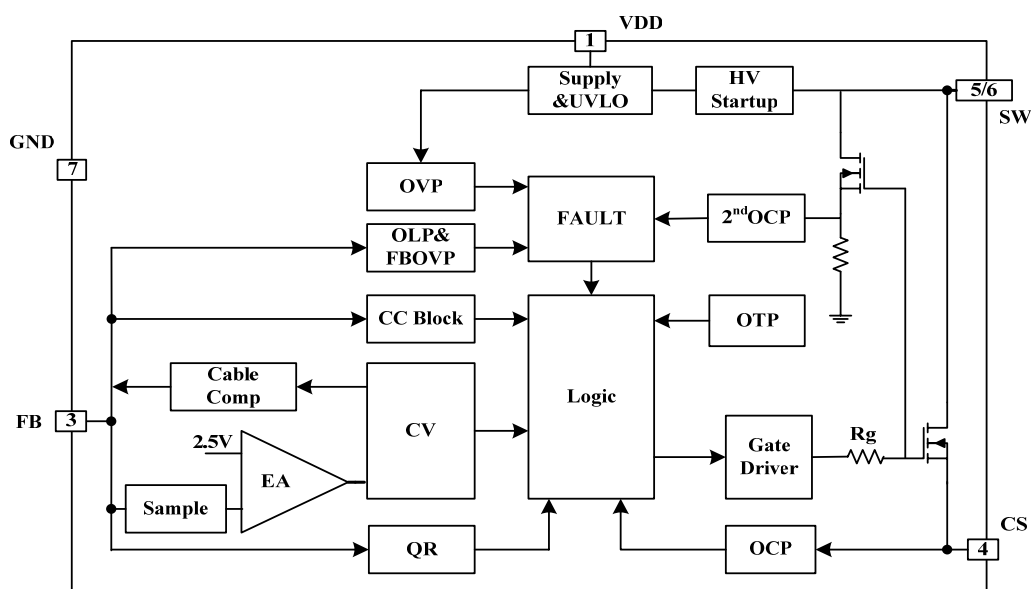 VDD
1
Supply
&UVLO
HV
Startup
5/6
SW
GND
7
OVP
FAULT
2ndOCP
OLP&
FBOVP
CC Block
OTP
Cable
Comp
CV
Logic
FB
3
2.5V
EA
Gate
Driver
Rg
Sample
QR
OCP
CS
4